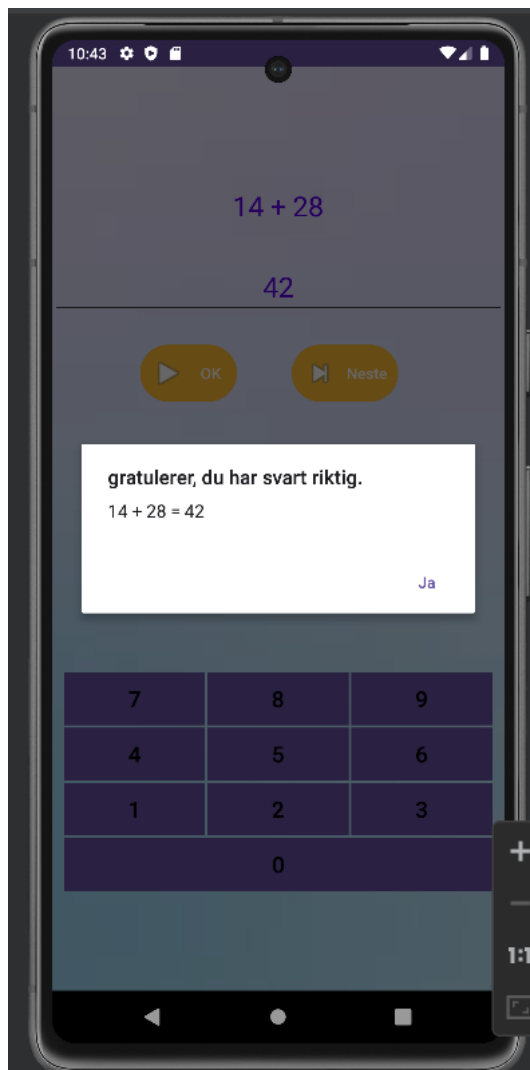 10:43
14 + 28
42
OK
Neste
gratulerer, du har svart riktig.
14 + 28 = 42
Ja
7 8 9
4 5 6
1 2 3
0
1:1